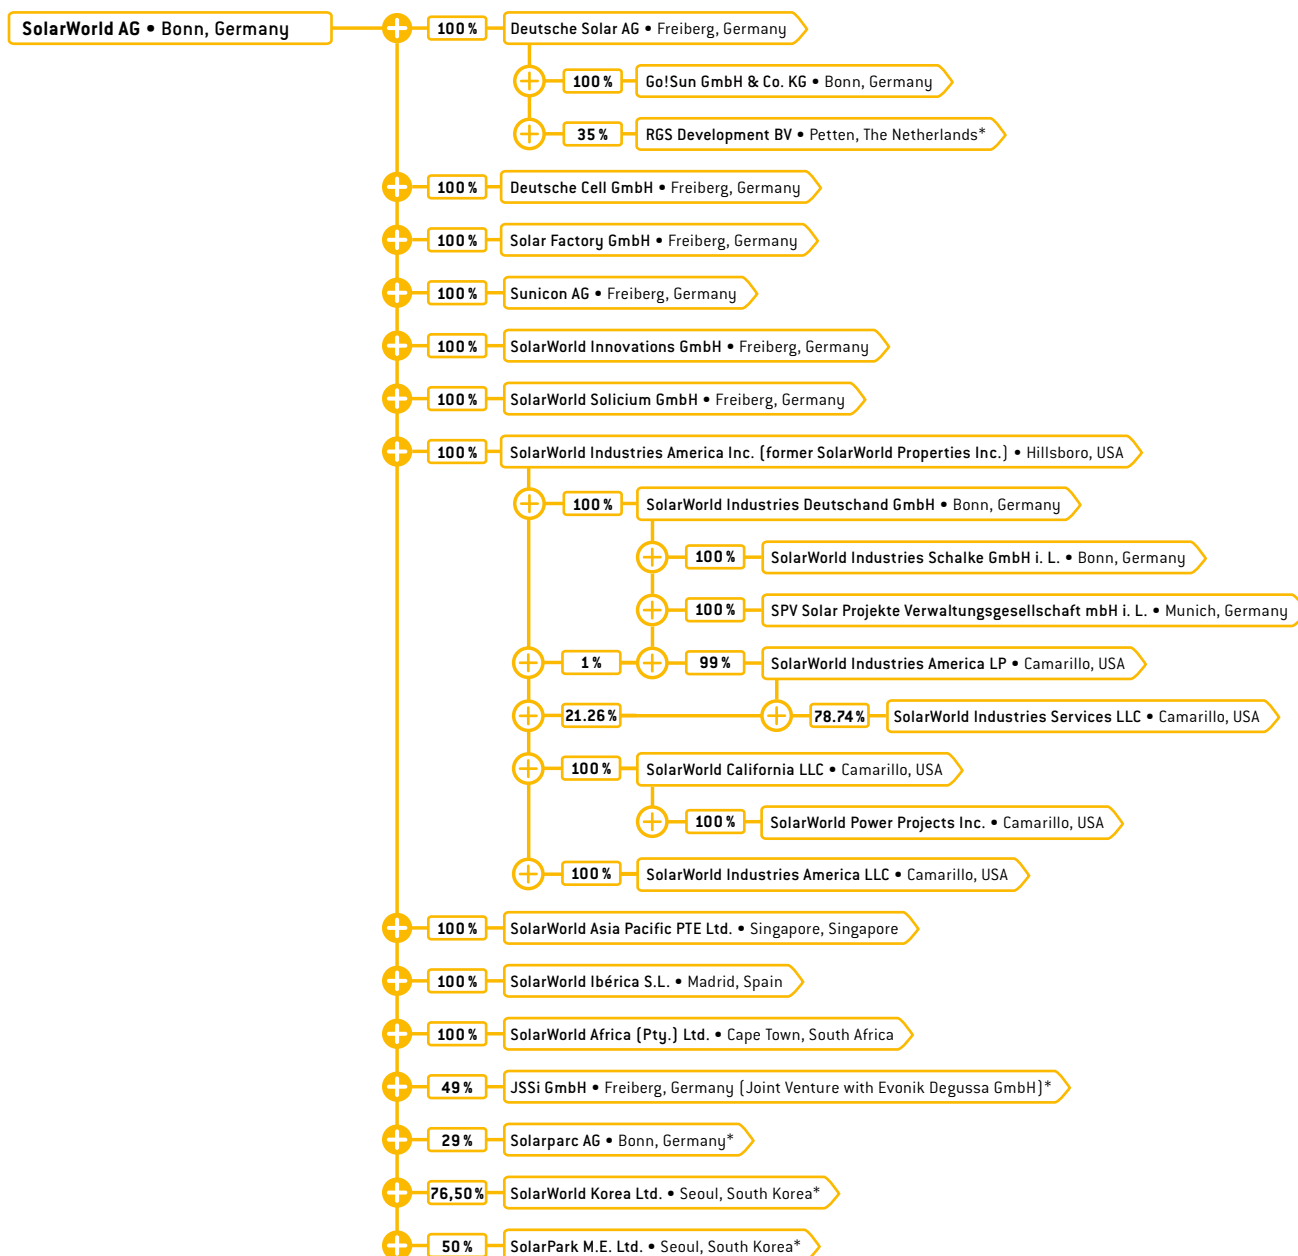 SolarWorld AG • Bonn, Germany
100 % Deutsche Solar AG • Freiberg, Germany
100 % Go!Sun GmbH & Co. KG • Bonn, Germany
35 % RGS Development BV • Petten, The Netherlands*
100 % Deutsche Cell GmbH • Freiberg, Germany
100 % Solar Factory GmbH • Freiberg, Germany
100 % Sunicon AG • Freiberg, Germany
100 % SolarWorld Innovations GmbH • Freiberg, Germany
100 % SolarWorld Solicium GmbH • Freiberg, Germany
100 % SolarWorld Industries America Inc. (former SolarWorld Properties Inc.) • Hillsboro, USA
100 % SolarWorld Industries Deutschand GmbH • Bonn, Germany
100 % SolarWorld Industries Schalke GmbH i. L. • Bonn, Germany
100 % SPV Solar Projekte Verwaltungsgesellschaft mbH i. L. • Munich, Germany
1 % 99 % SolarWorld Industries America LP • Camarillo, USA
21.26 % 78.74 % SolarWorld Industries Services LLC • Camarillo, USA
100 % SolarWorld California LLC • Camarillo, USA
100 % SolarWorld Power Projects Inc. • Camarillo, USA
100 % SolarWorld Industries America LLC • Camarillo, USA
100 % SolarWorld Asia Pacific PTE Ltd. • Singapore, Singapore
100 % SolarWorld Ibérica S.L. • Madrid, Spain
100 % SolarWorld Africa (Pty.) Ltd. • Cape Town, South Africa
49 % JSSi GmbH • Freiberg, Germany (Joint Venture with Evonik Degussa GmbH)*
29 % Solarparc AG • Bonn, Germany*
76,50 % SolarWorld Korea Ltd. • Seoul, South Korea*
50 % SolarPark M.E. Ltd. • Seoul, South Korea*